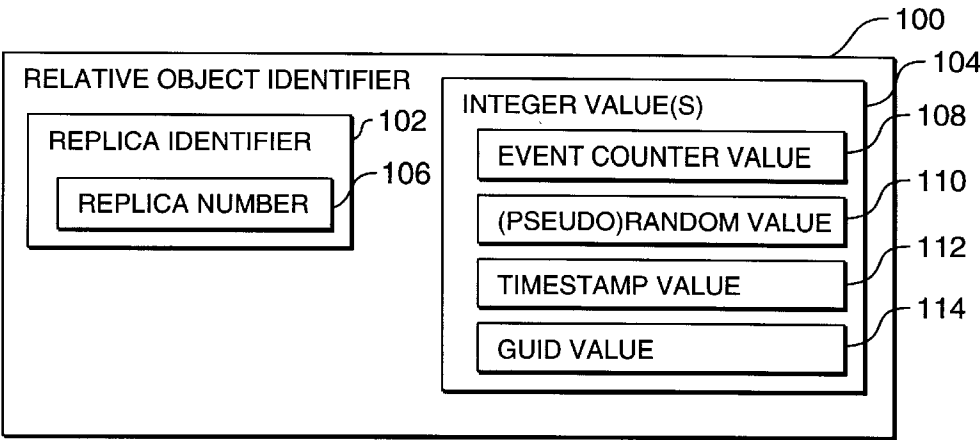 100
RELATIVE OBJECT IDENTIFIER
104
INTEGER VALUE(S)
102
REPLICA IDENTIFIER
108
EVENT COUNTER VALUE
106
REPLICA NUMBER
110
(PSEUDO)RANDOM VALUE
112
TIMESTAMP VALUE
114
GUID VALUE